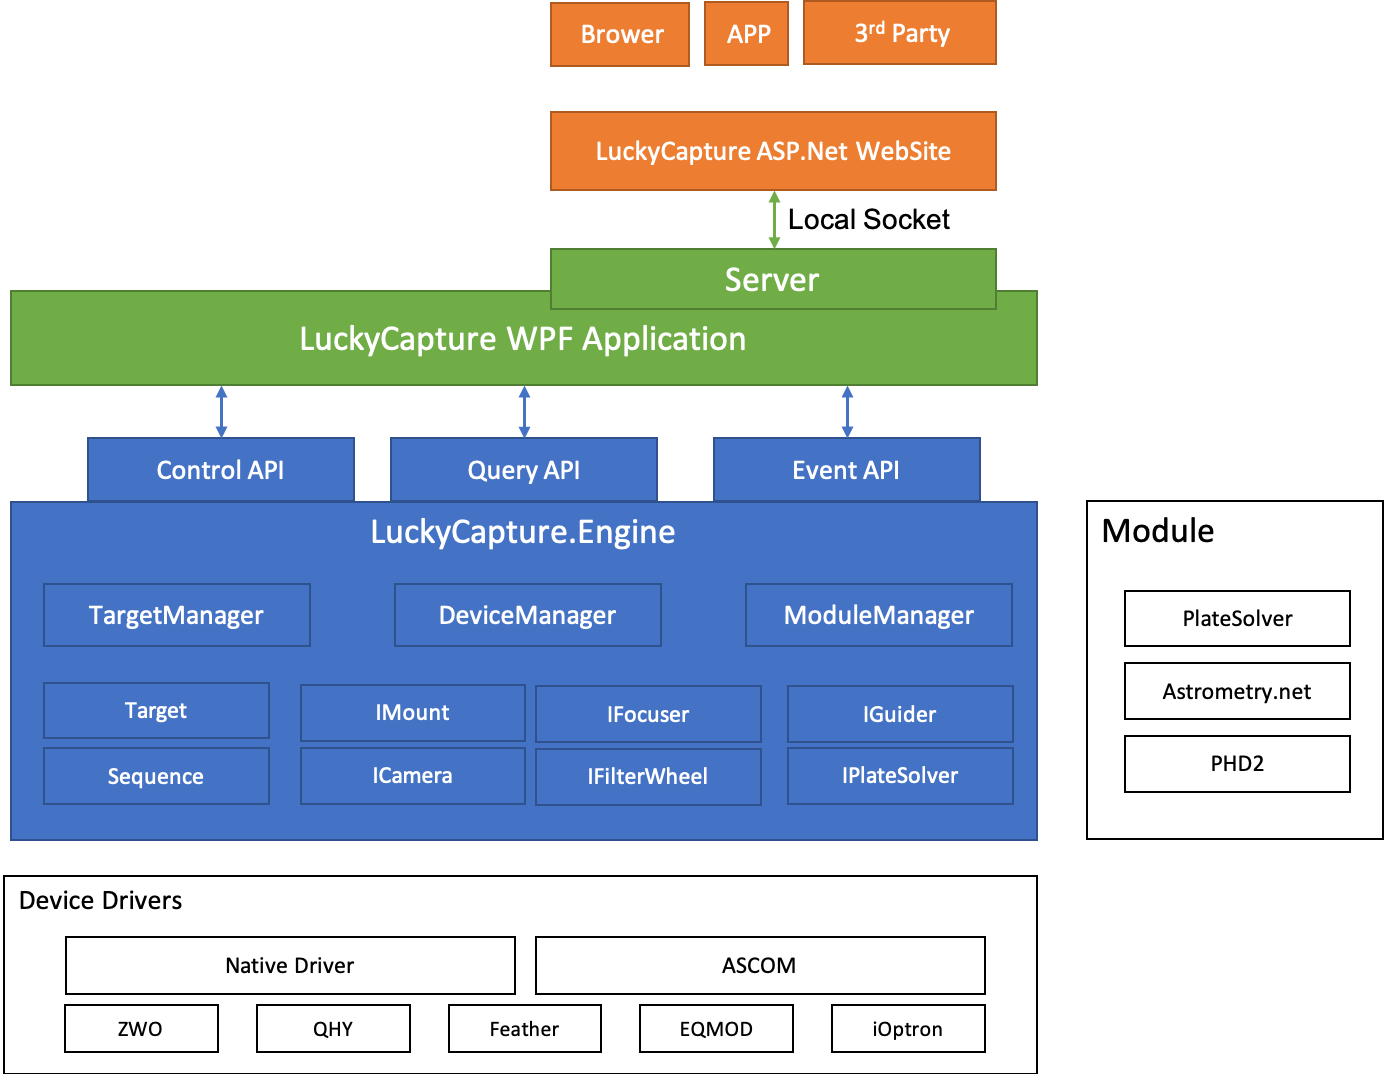 Brower
APP
3rd Party
LuckyCapture ASP.Net WebSite
Local Socket
Server
LuckyCapture WPF Application
Control API
Query API
Event API
LuckyCapture.Engine
TargetManager
DeviceManager
ModuleManager
Target
IMount
IFocuser
IGuider
Sequence
ICamera
IFilterWheel
IPlateSolver
Module
PlateSolver
Astrometry.net
PHD2
Device Drivers
Native Driver
ASCOM
ZWO
QHY
Feather
EQMOD
iOptron